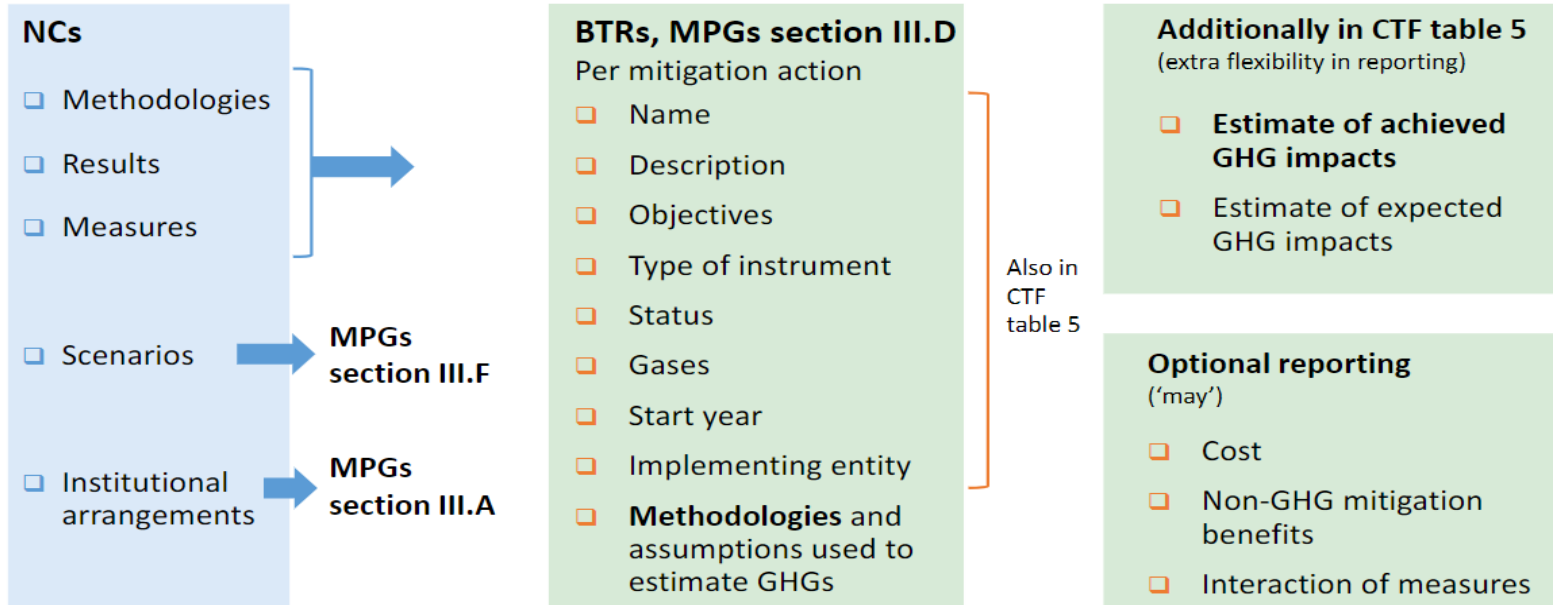 NCs
❑ Methodologies
❑ Results
❑ Measures
❑ Scenarios
MPGs
section III.F
❑ Institutional
arrangements
MPGs
section III.A
BTRs, MPGs section III.D
Per mitigation action
❑ Name
❑ Description
❑ Objectives
❑ Type of instrument
❑ Status
❑ Gases
❑ Start year
❑ Implementing entity
❑ Methodologies and
assumptions used to
estimate GHGs
Also in
CTF
table 5
Additionally in CTF table 5
(extra flexibility in reporting)
❑ Estimate of achieved
GHG impacts
❑ Estimate of expected
GHG impacts
Optional reporting
(‘may’)
❑ Cost
❑ Non-GHG mitigation
benefits
❑ Interaction of measures